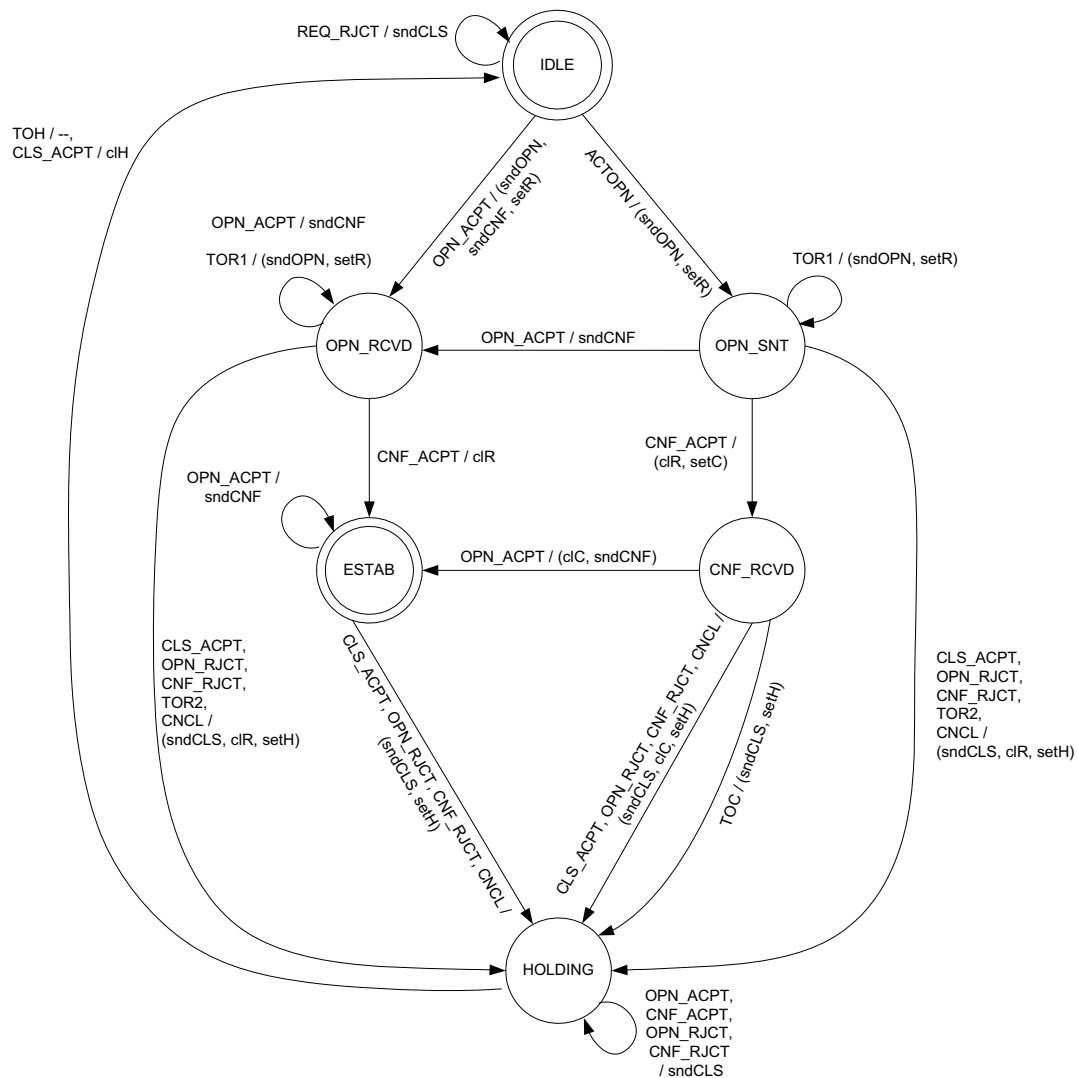 REQ_RJCT / sndCLS
IDLE
TOH / --,
CLS_ACPT / clH
OPN_ACPT / (sndOPN,
sndCNF, setR)
ACTOPN / (sndOPN, setR)
OPN_ACPT / sndCNF
TOR1 / (sndOPN, setR)
TOR1 / (sndOPN, setR)
OPN_RCVD
OPN_ACPT / sndCNF
OPN_SNT
CNF_ACPT / clR
CNF_ACPT /
(clR, setC)
OPN_ACPT /
sndCNF
ESTAB
OPN_ACPT / (clC, sndCNF)
CNF_RCVD
CLS_ACPT,
OPN_RJCT,
CNF_RJCT,
TOR2,
CNCL /
(sndCLS, clR, setH)
CLS_ACPT, OPN_RJCT, CNF_RJCT, CNCL /
(sndCLS, setH)
CLS_ACPT, OPN_RJCT, CNF_RJCT, CNCL /
(sndCLS, clC, setH)
TOC / (sndCLS, setH)
CLS_ACPT,
OPN_RJCT,
CNF_RJCT,
TOR2,
CNCL /
(sndCLS, clR, setH)
HOLDING
OPN_ACPT,
CNF_ACPT,
OPN_RJCT,
CNF_RJCT
/ sndCLS